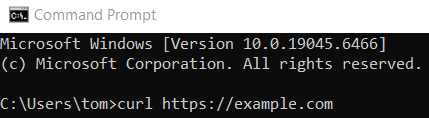 Command Prompt
Microsoft Windows [Version 10.0.19045.6466]
(c) Microsoft Corporation. All rights reserved.
C:\Users\tom>curl https://example.com